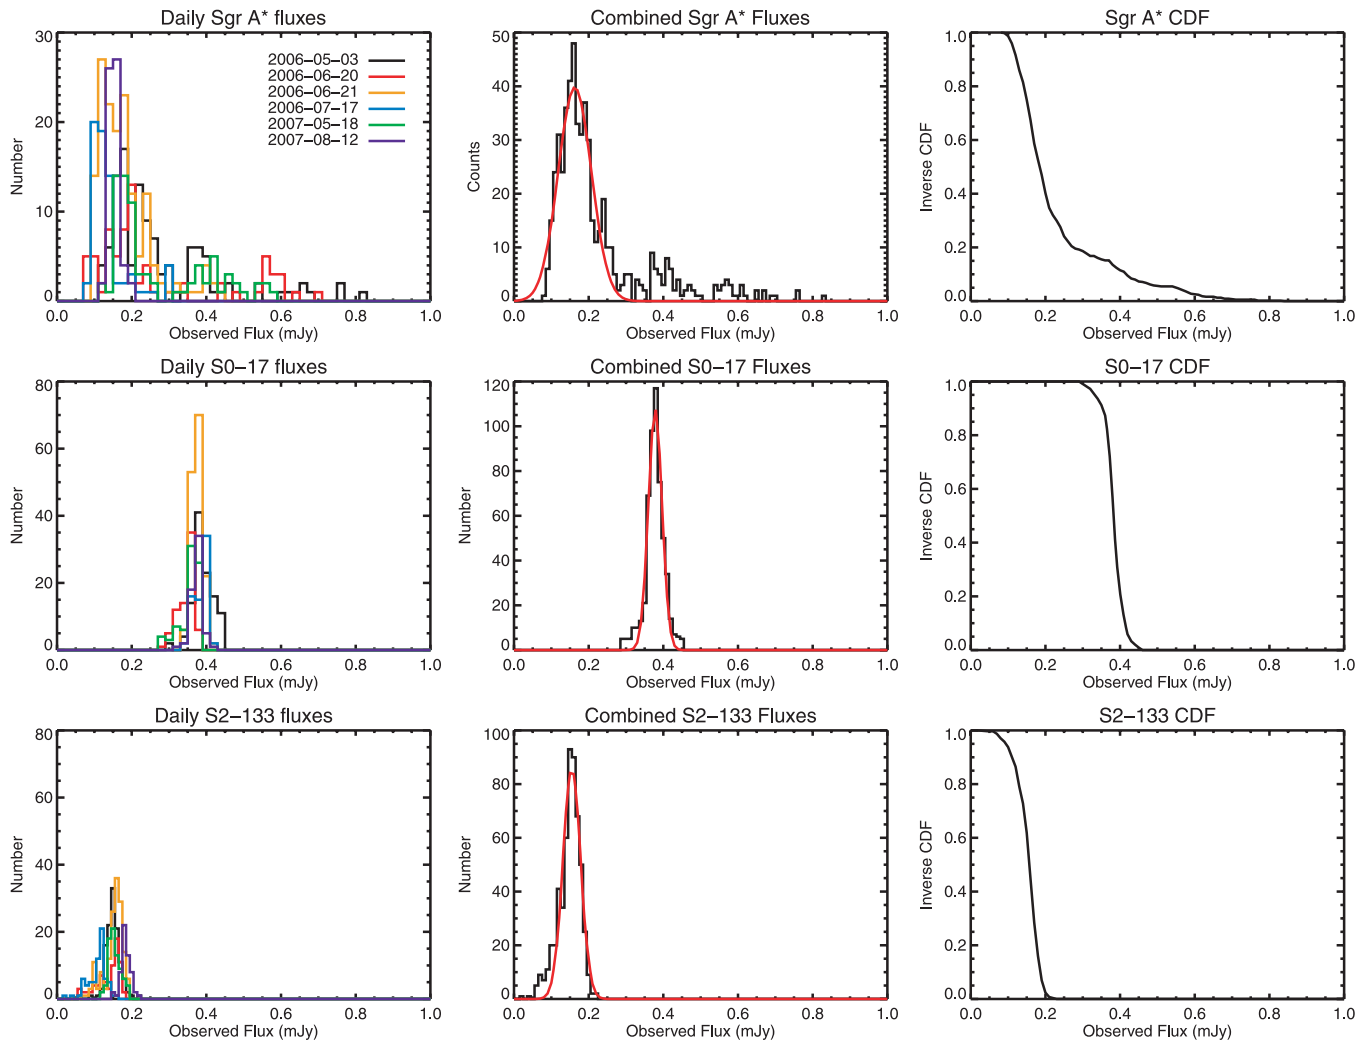 Daily Sgr A* fluxes
30
20
10
0
Number
2006-05-03
2006-06-20
2006-06-21
2006-07-17
2007-05-18
2007-08-12
0.0 0.2 0.4 0.6 0.8 1.0
Observed Flux (mJy)
Combined Sgr A* Fluxes
50
40
30
20
10
0
Counts
0.0 0.2 0.4 0.6 0.8 1.0
Observed Flux (mJy)
Sgr A* CDF
1.0
0.8
0.6
0.4
0.2
0.0
Inverse CDF
0.0 0.2 0.4 0.6 0.8 1.0
Observed Flux (mJy)
Daily S0-17 fluxes
80
60
40
20
0
Number
0.0 0.2 0.4 0.6 0.8 1.0
Observed Flux (mJy)
Combined S0-17 Fluxes
120
100
80
60
40
20
0
Number
0.0 0.2 0.4 0.6 0.8 1.0
Observed Flux (mJy)
S0-17 CDF
1.0
0.8
0.6
0.4
0.2
0.0
Inverse CDF
0.0 0.2 0.4 0.6 0.8 1.0
Observed Flux (mJy)
Daily S2-133 fluxes
80
60
40
20
0
Number
0.0 0.2 0.4 0.6 0.8 1.0
Observed Flux (mJy)
Combined S2-133 Fluxes
100
80
60
40
20
0
Number
0.0 0.2 0.4 0.6 0.8 1.0
Observed Flux (mJy)
S2-133 CDF
1.0
0.8
0.6
0.4
0.2
0.0
Inverse CDF
0.0 0.2 0.4 0.6 0.8 1.0
Observed Flux (mJy)